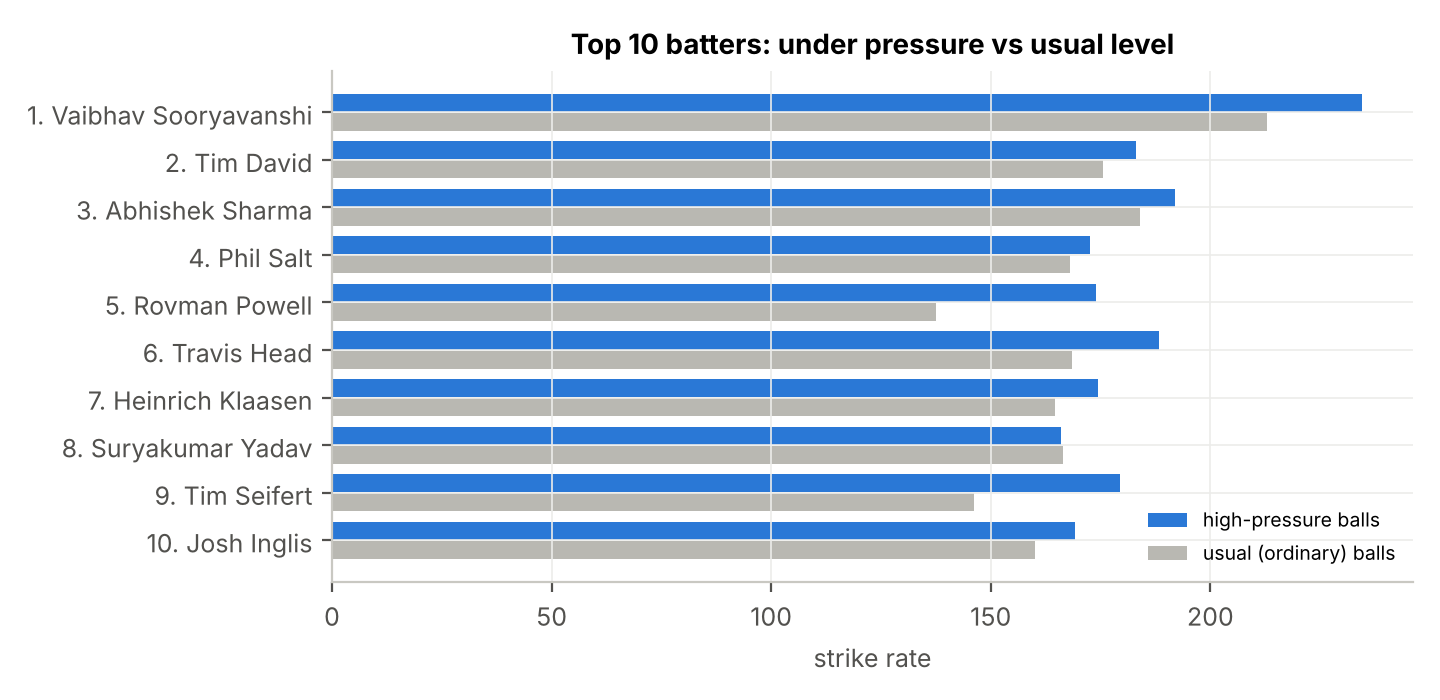 Top 10 batters: under pressure vs usual level
1. Vaibhav Sooryavanshi
2. Tim David
3. Abhishek Sharma
4. Phil Salt
5. Rovman Powell
6. Travis Head
7. Heinrich Klaasen
8. Suryakumar Yadav
9. Tim Seifert
10. Josh Inglis
high-pressure balls
usual (ordinary) balls
0 50 100 150 200
strike rate